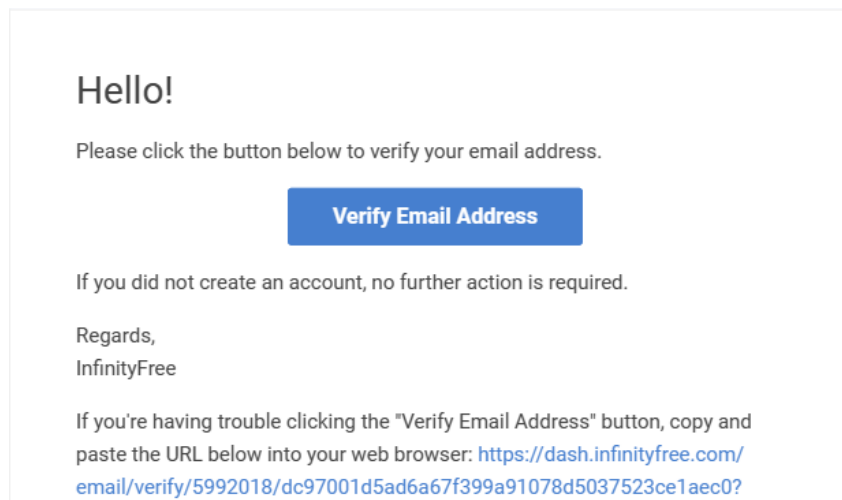 Hello!
Please click the button below to verify your email address.
Verify Email Address
If you did not create an account, no further action is required.
Regards,
InfinityFree
If you're having trouble clicking the "Verify Email Address" button, copy and
paste the URL below into your web browser: https://dash.infinityfree.com/
email/verify/5992018/dc97001d5ad6a67f399a91078d5037523ce1aec0?